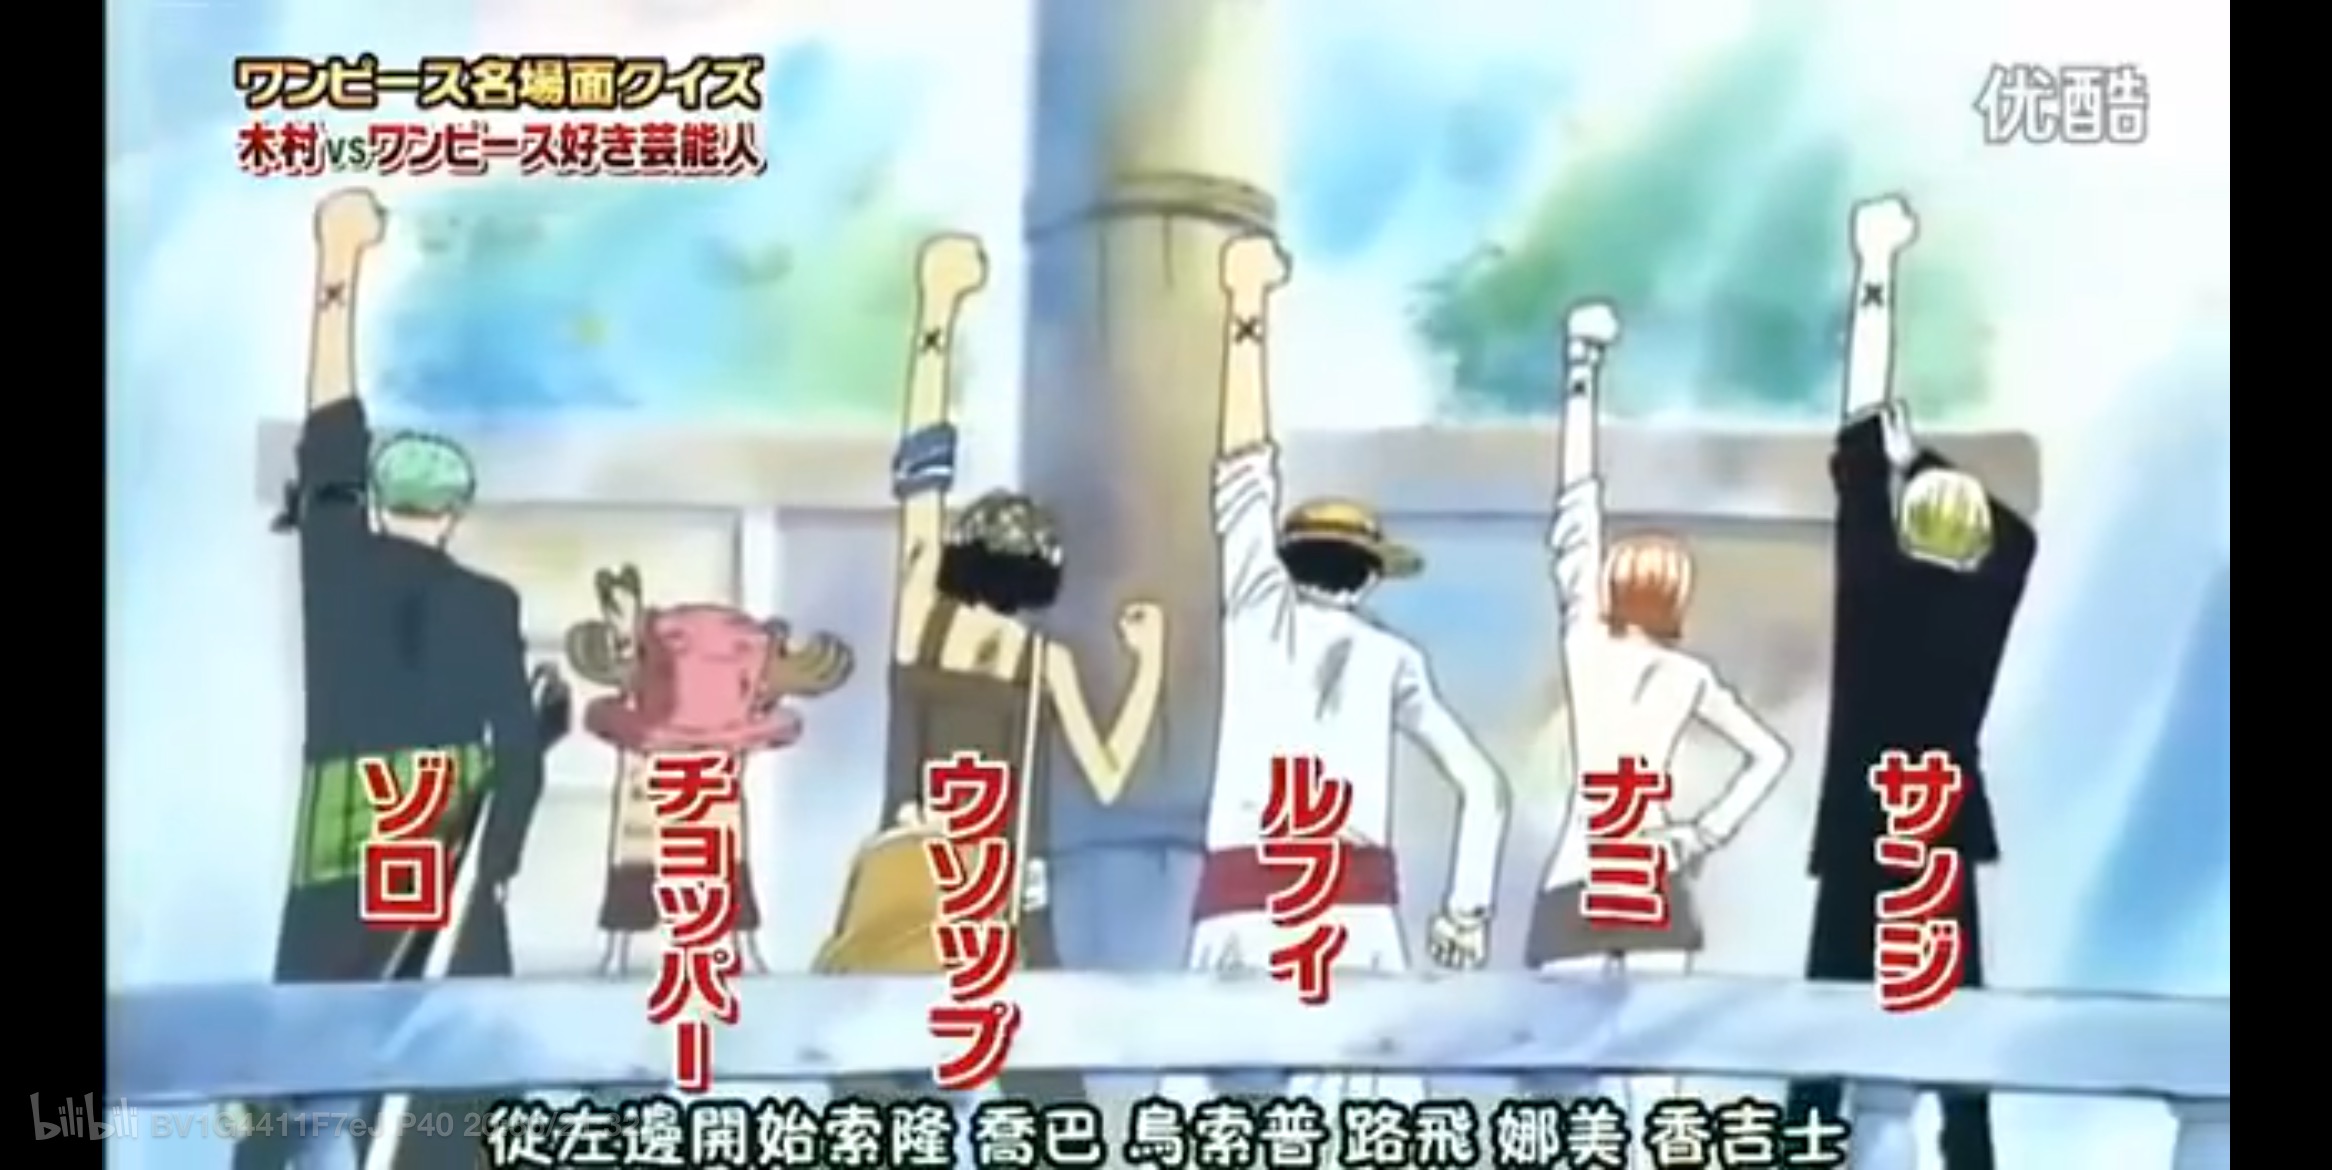 ワンピース名場面クイズ
木村vsワンピース好き芸能人
优酷
ゾロ
チョッパー
ウソップ
ルフィ
ナミ
サンジ
從左邊開始索隆 喬巴 烏索普 路飛 娜美 香吉士
bilibili BV1G4411F7eJ P40